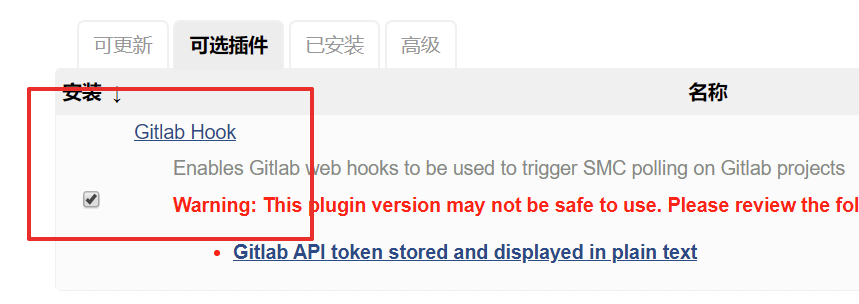 可更新 可选插件 已安装 高级
安装 ↓ 名称
Gitlab Hook
Enables Gitlab web hooks to be used to trigger SMC polling on Gitlab projects
Warning: This plugin version may not be safe to use. Please review the fol
Gitlab API token stored and displayed in plain text